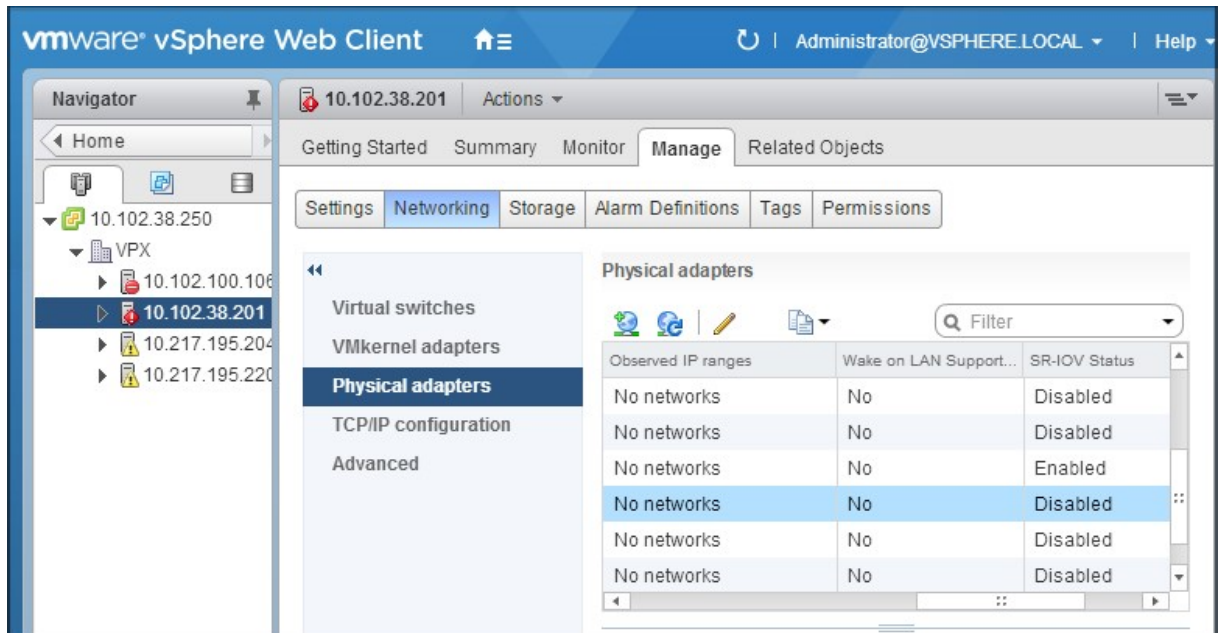 vmware® vSphere Web Client Administrator@VSPHERE.LOCAL Help
Navigator
Home
10.102.38.250
VPX
10.102.100.106
10.102.38.201
10.217.195.204
10.217.195.220
10.102.38.201 Actions
Getting Started Summary Monitor Manage Related Objects
Settings Networking Storage Alarm Definitions Tags Permissions
Virtual switches
VMkernel adapters
Physical adapters
TCP/IP configuration
Advanced
Physical adapters
Filter
Observed IP ranges Wake on LAN Support... SR-IOV Status
No networks No Disabled
No networks No Disabled
No networks No Enabled
No networks No Disabled
No networks No Disabled
No networks No Disabled